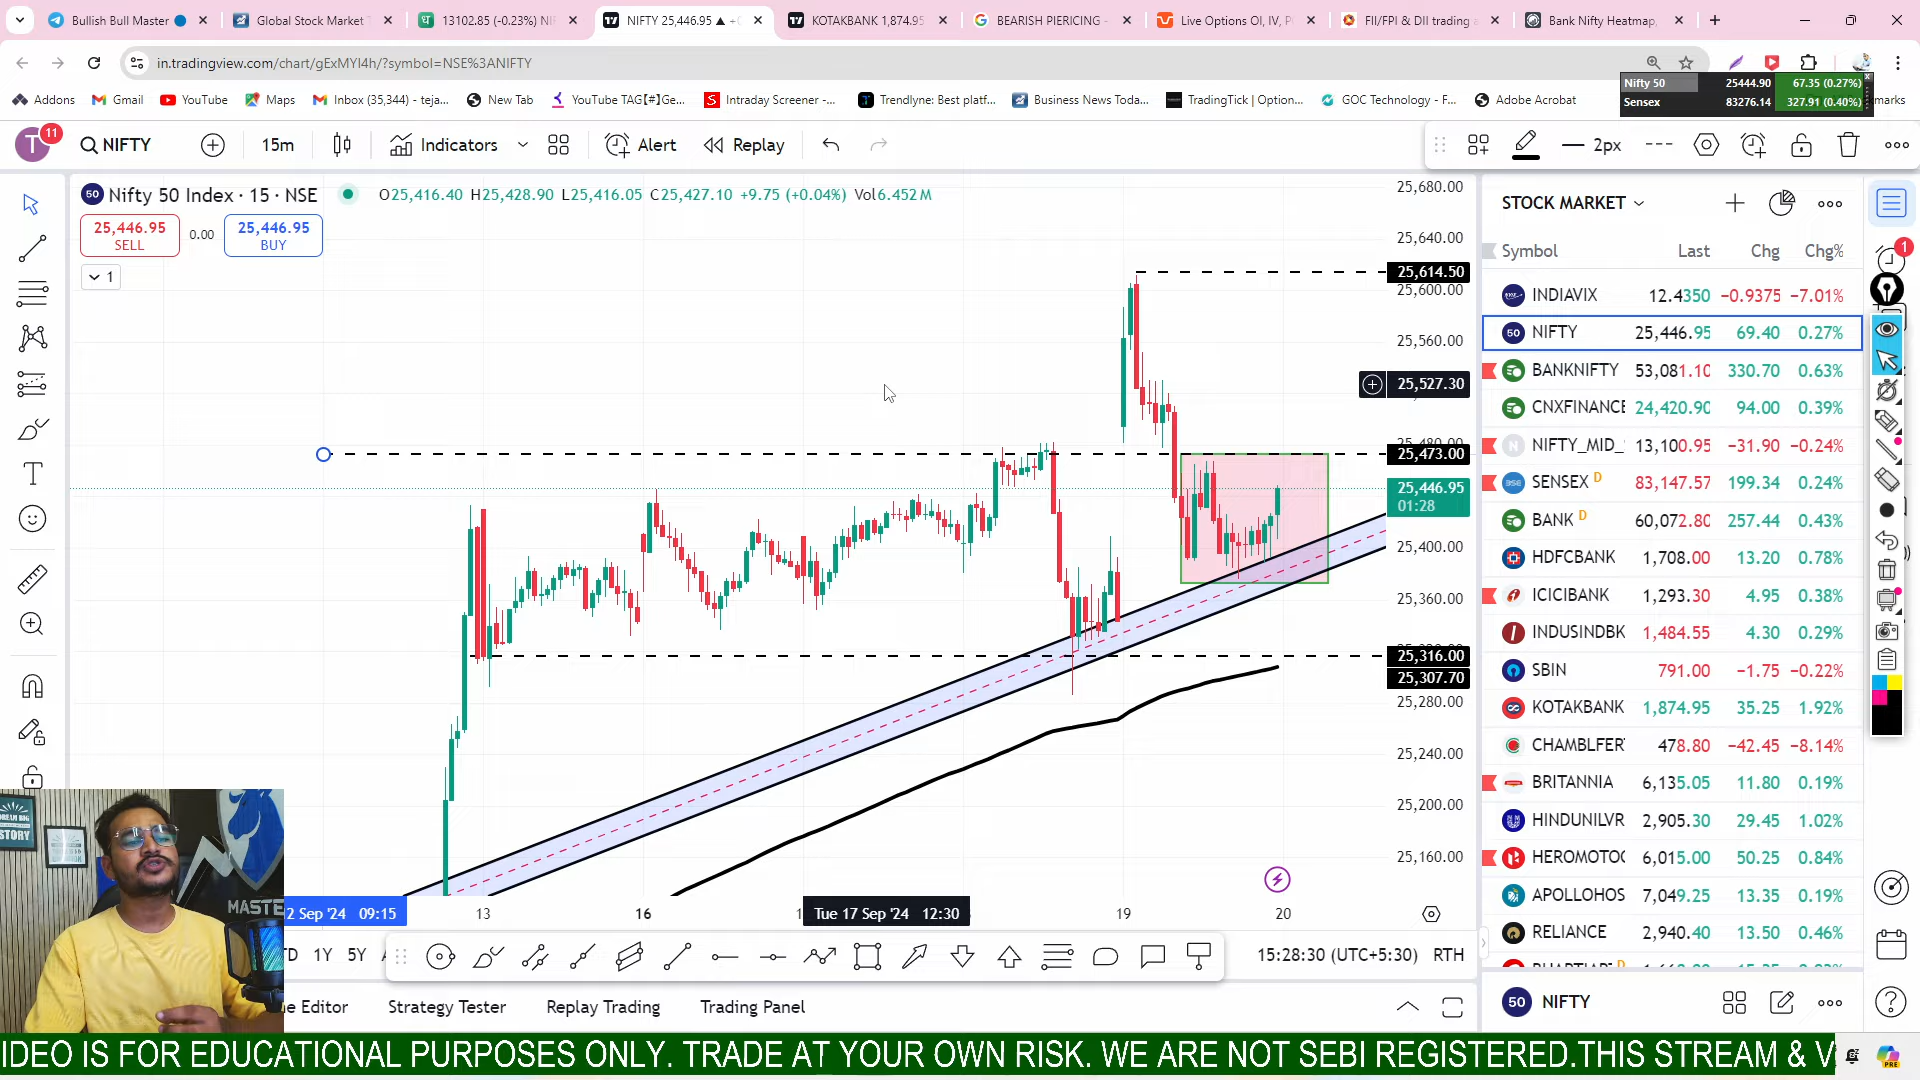 Bullish Bull Master
Global Stock Market
13102.85 (-0.23%) NI
NIFTY 25,446.95 ▲
KOTAKBANK 1,874.95
BEARISH PIERICING -
Live Options OI, IV, P
FII/FPI & DII trading a
Bank Nifty Heatmap,
in.tradingview.com/chart/gExMYI4h/?symbol=NSE%3ANIFTY
Addons
Gmail
YouTube
Maps
Inbox (35,344) - teja...
New Tab
YouTube TAG【#】Ge...
Intraday Screener -...
Trendlyne: Best platf...
Business News Toda...
TradingTick | Option...
GOC Technology - F...
Adobe Acrobat
Nifty 50 25444.90 67.35 (0.27%)
Sensex 83276.14 327.91 (0.40%)
T 11
NIFTY
15m
Indicators
Alert
Replay
2px
Nifty 50 Index · 15 · NSE
O25,416.40 H25,428.90 L25,416.05 C25,427.10 +9.75 (+0.04%) Vol6.452 M
25,446.95
SELL
0.00
25,446.95
BUY
1
25,680.00
25,640.00
25,614.50
25,600.00
25,560.00
25,527.30
25,480.00
25,473.00
25,446.95
01:28
25,400.00
25,360.00
25,316.00
25,307.70
25,280.00
25,240.00
25,200.00
25,160.00
2 Sep '24 09:15
13
16
Tue 17 Sep '24 12:30
19
20
1Y
5Y
15:28:30 (UTC+5:30)
RTH
ne Editor
Strategy Tester
Replay Trading
Trading Panel
STOCK MARKET
Symbol Last Chg Chg%
INDIAVIX 12.4350 −0.9375 −7.01%
50 NIFTY 25,446.95 69.40 0.27%
BANKNIFTY 53,081.10 330.70 0.63%
CNXFINANCE 24,420.90 94.00 0.39%
NIFTY_MID_ 13,100.95 −31.90 −0.24%
SENSEX D 83,147.57 199.34 0.24%
BANK D 60,072.80 257.44 0.43%
HDFCBANK 1,708.00 13.20 0.78%
ICICIBANK 1,293.30 4.95 0.38%
INDUSINDBK 1,484.55 4.30 0.29%
SBIN 791.00 −1.75 −0.22%
KOTAKBANK 1,874.95 35.25 1.92%
CHAMBLFER 478.80 −42.45 −8.14%
BRITANNIA 6,135.05 11.80 0.19%
HINDUNILVR 2,905.30 29.45 1.02%
HEROMOTOC 6,015.00 50.25 0.84%
APOLLOHOS 7,049.25 13.35 0.19%
RELIANCE 2,940.40 13.50 0.46%
50 NIFTY
STORY
MASTE
IDEO IS FOR EDUCATIONAL PURPOSES ONLY. TRADE AT YOUR OWN RISK. WE ARE NOT SEBI REGISTERED.THIS STREAM & V